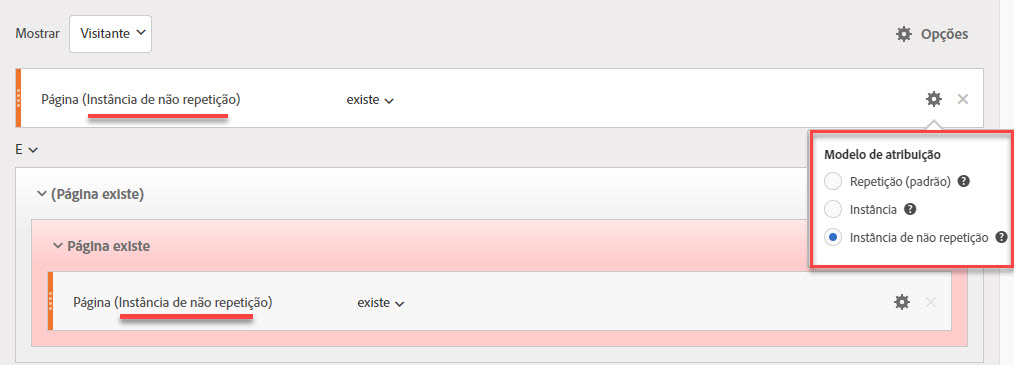 Mostrar Visitante Opções
Página (Instância de não repetição) existe
E
Modelo de atribuição
Repetição (padrão)
Instância
Instância de não repetição
(Página existe)
Página existe
Página (Instância de não repetição) existe